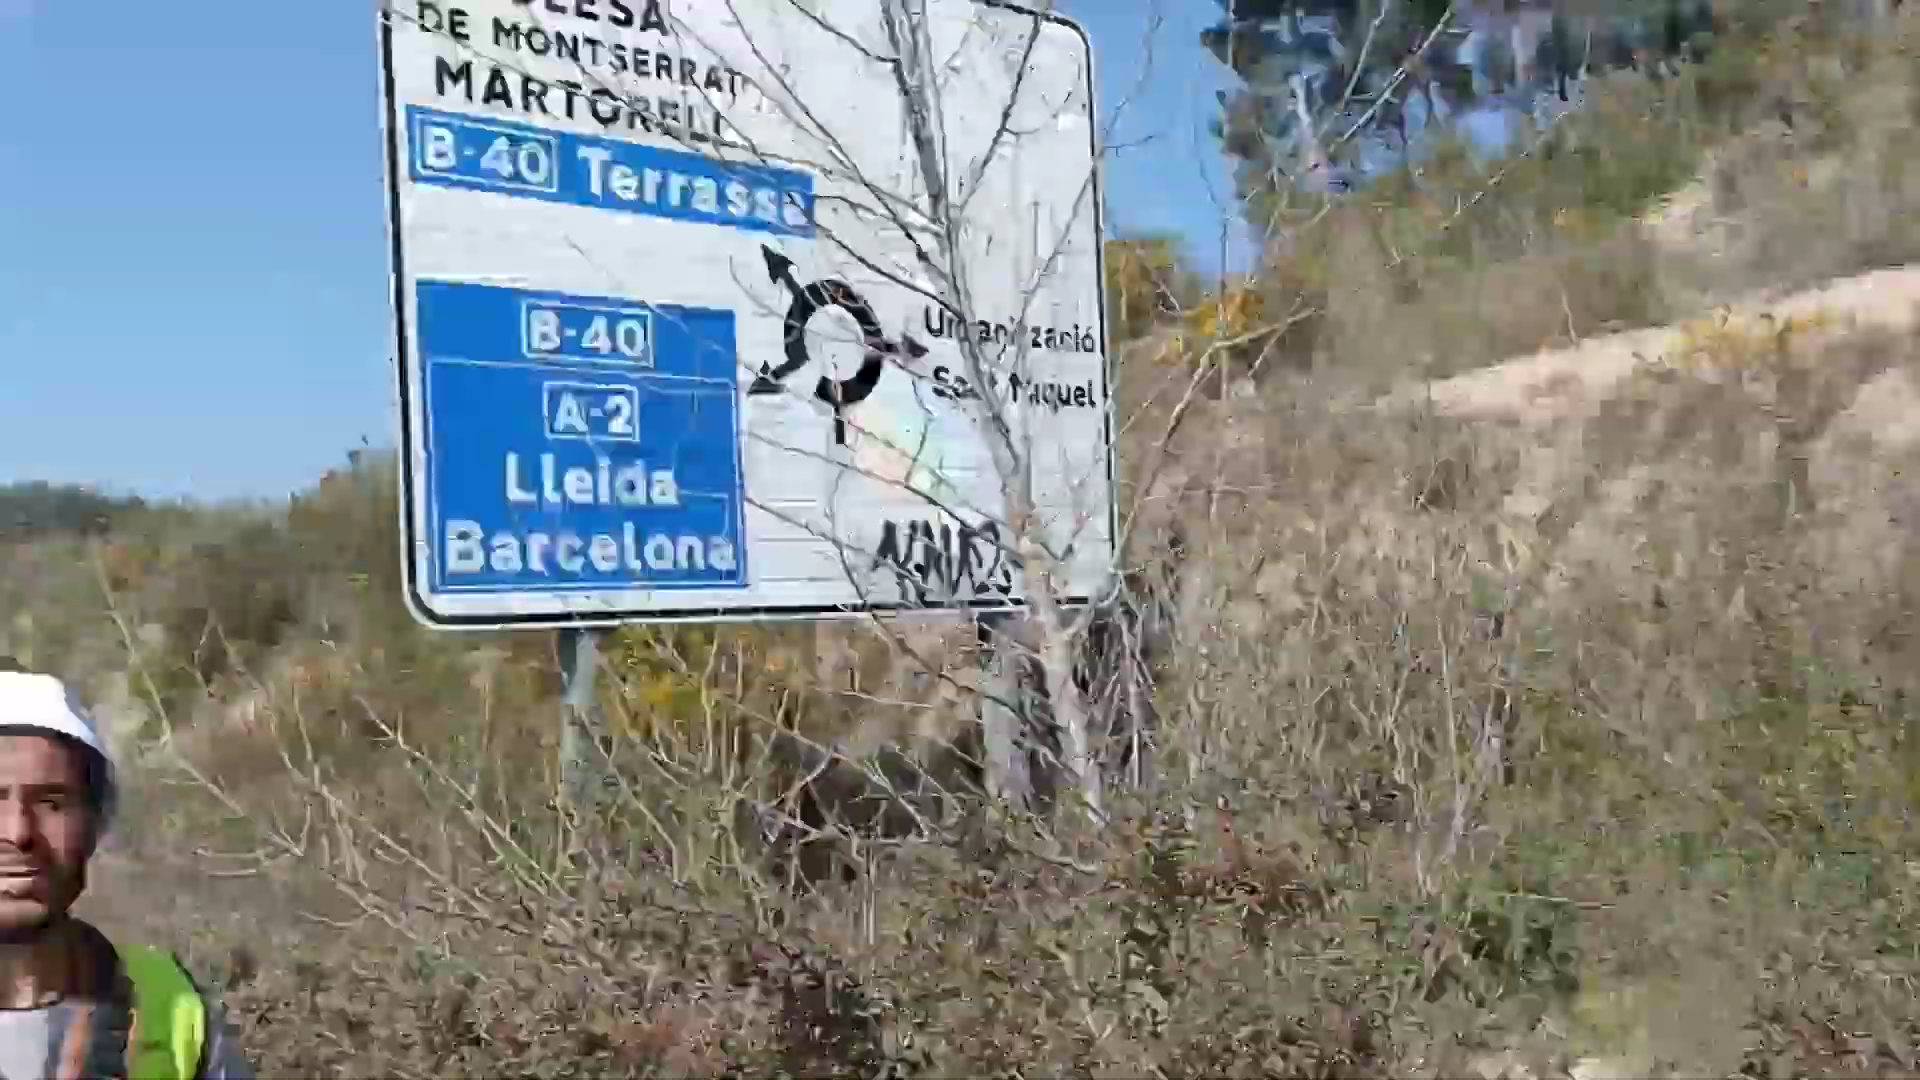 DE MONTSERRAT
MARTORELL
B-40 Terrassa
B-40
A-2
Lleida
Barcelona
Urbanització
Sant Miquel